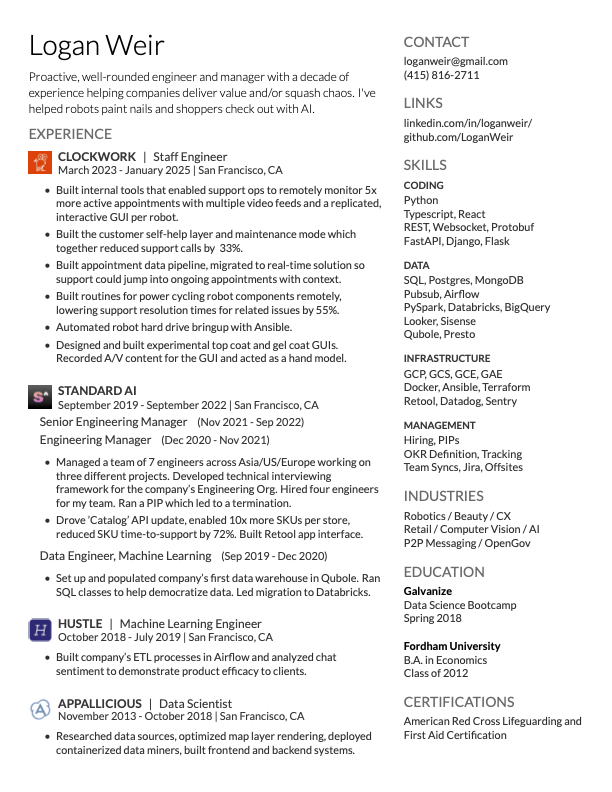 Logan Weir
Proactive, well-rounded engineer and manager with a decade of
experience helping companies deliver value and/or squash chaos. I've
helped robots paint nails and shoppers check out with AI.
EXPERIENCE
CLOCKWORK | Staff Engineer
March 2023 - January 2025 | San Francisco, CA
• Built internal tools that enabled support ops to remotely monitor 5x
more active appointments with multiple video feeds and a replicated,
interactive GUI per robot.
• Built the customer self-help layer and maintenance mode which
together reduced support calls by 33%.
• Built appointment data pipeline, migrated to real-time solution so
support could jump into ongoing appointments with context.
• Built routines for power cycling robot components remotely,
lowering support resolution times for related issues by 55%.
• Automated robot hard drive bringup with Ansible.
• Designed and built experimental top coat and gel coat GUIs.
Recorded A/V content for the GUI and acted as a hand model.
S^
STANDARD AI
September 2019 - September 2022 | San Francisco, CA
Senior Engineering Manager (Nov 2021 - Sep 2022)
Engineering Manager (Dec 2020 - Nov 2021)
• Managed a team of 7 engineers across Asia/US/Europe working on
three different projects. Developed technical interviewing
framework for the company's Engineering Org. Hired four engineers
for my team. Ran a PIP which led to a termination.
• Drove 'Catalog' API update, enabled 10x more SKUs per store,
reduced SKU time-to-support by 72%. Built Retool app interface.
Data Engineer, Machine Learning (Sep 2019 - Dec 2020)
• Set up and populated company's first data warehouse in Qubole. Ran
SQL classes to help democratize data. Led migration to Databricks.
H
HUSTLE | Machine Learning Engineer
October 2018 - July 2019 | San Francisco, CA
• Built company's ETL processes in Airflow and analyzed chat
sentiment to demonstrate product efficacy to clients.
A
APPALLICIOUS | Data Scientist
November 2013 - October 2018 | San Francisco, CA
• Researched data sources, optimized map layer rendering, deployed
containerized data miners, built frontend and backend systems.
CONTACT
loganweir@gmail.com
(415) 816-2711
LINKS
linkedin.com/in/loganweir/
github.com/LoganWeir
SKILLS
CODING
Python
Typescript, React
REST, Websocket, Protobuf
FastAPI, Django, Flask
DATA
SQL, Postgres, MongoDB
Pubsub, Airflow
PySpark, Databricks, BigQuery
Looker, Sisense
Qubole, Presto
INFRASTRUCTURE
GCP, GCS, GCE, GAE
Docker, Ansible, Terraform
Retool, Datadog, Sentry
MANAGEMENT
Hiring, PIPs
OKR Definition, Tracking
Team Syncs, Jira, Offsites
INDUSTRIES
Robotics / Beauty / CX
Retail / Computer Vision / AI
P2P Messaging / OpenGov
EDUCATION
Galvanize
Data Science Bootcamp
Spring 2018
Fordham University
B.A. in Economics
Class of 2012
CERTIFICATIONS
American Red Cross Lifeguarding and
First Aid Certification